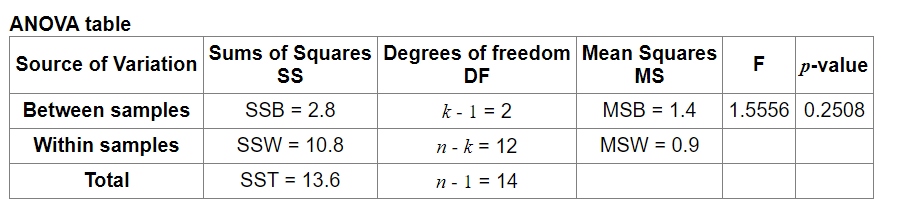 ANOVA table
Source of Variation Sums of Squares SS Degrees of freedom DF Mean Squares MS F p-value
Between samples SSB = 2.8 k - 1 = 2 MSB = 1.4 1.5556 0.2508
Within samples SSW = 10.8 n - k = 12 MSW = 0.9
Total SST = 13.6 n - 1 = 14